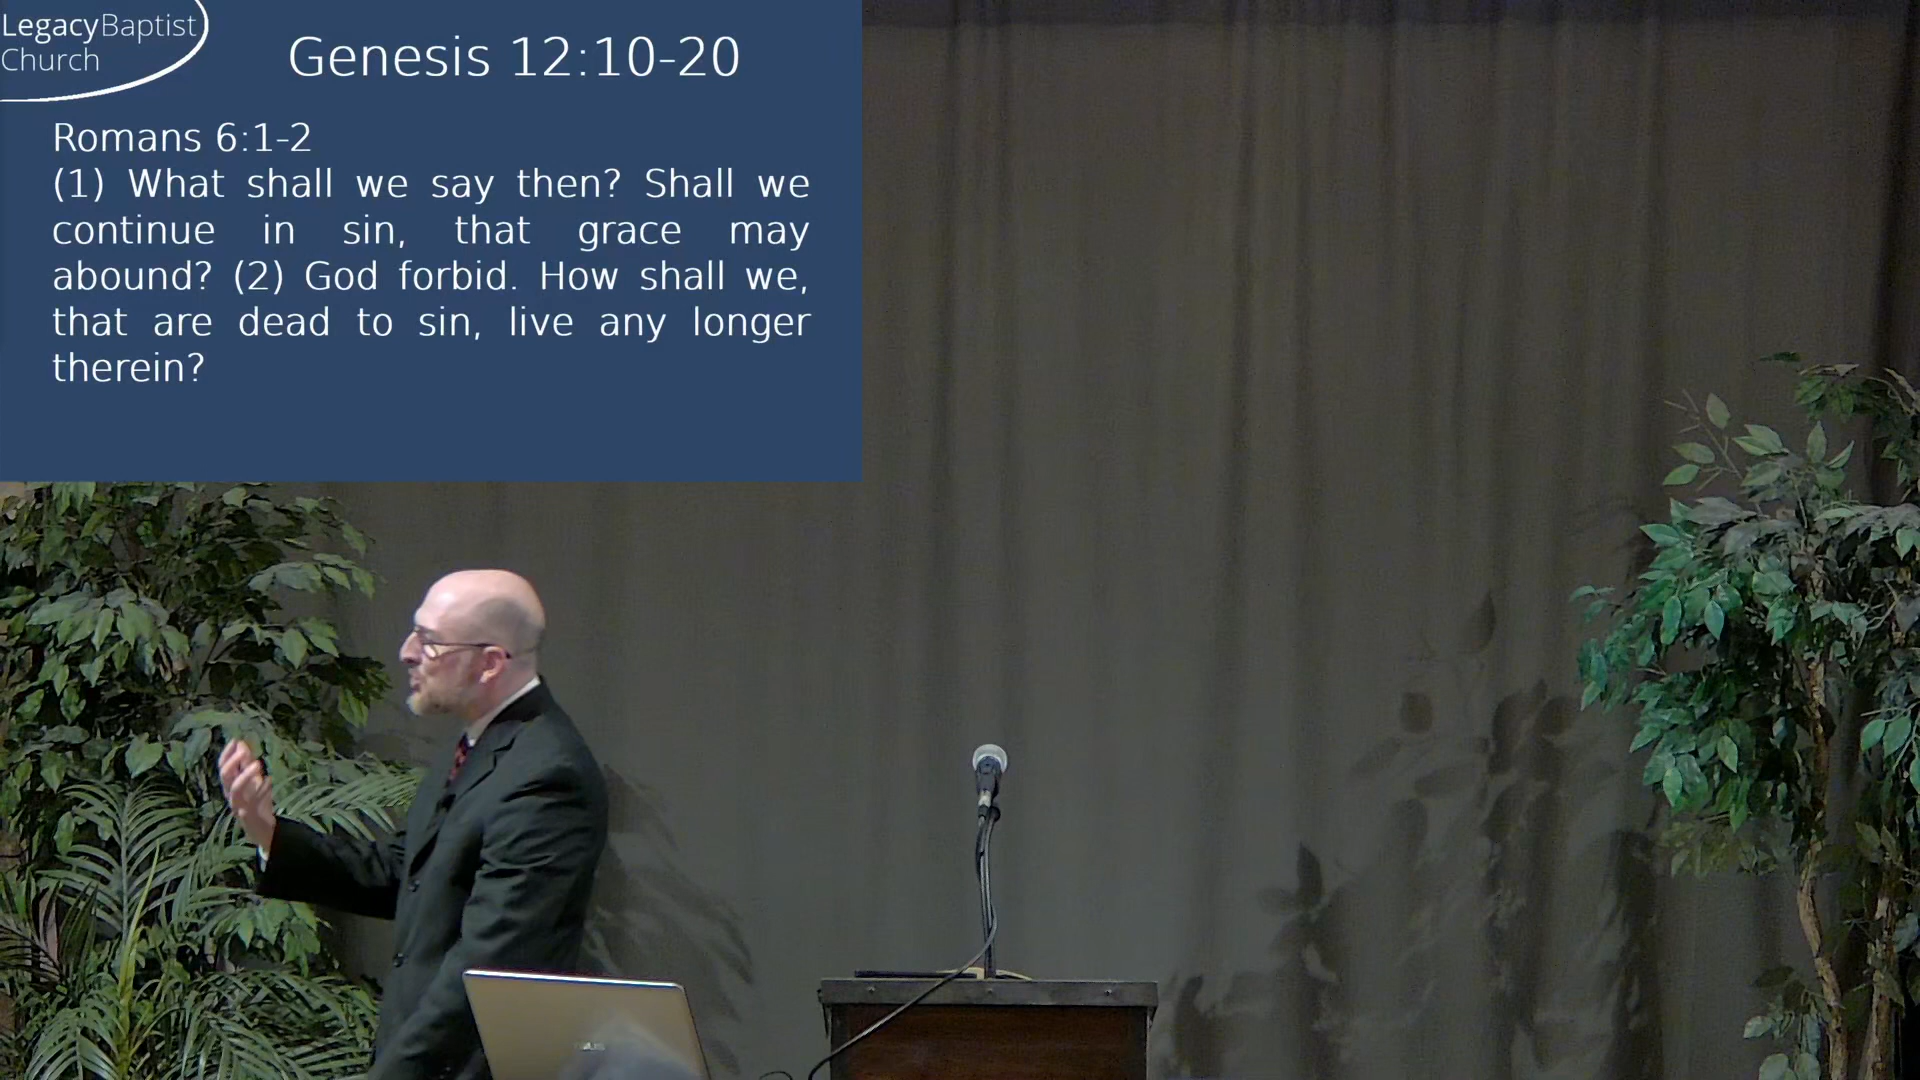 LegacyBaptist
Church
Genesis 12:10-20
Romans 6:1-2
(1) What shall we say then? Shall we
continue in sin, that grace may
abound? (2) God forbid. How shall we,
that are dead to sin, live any longer
therein?